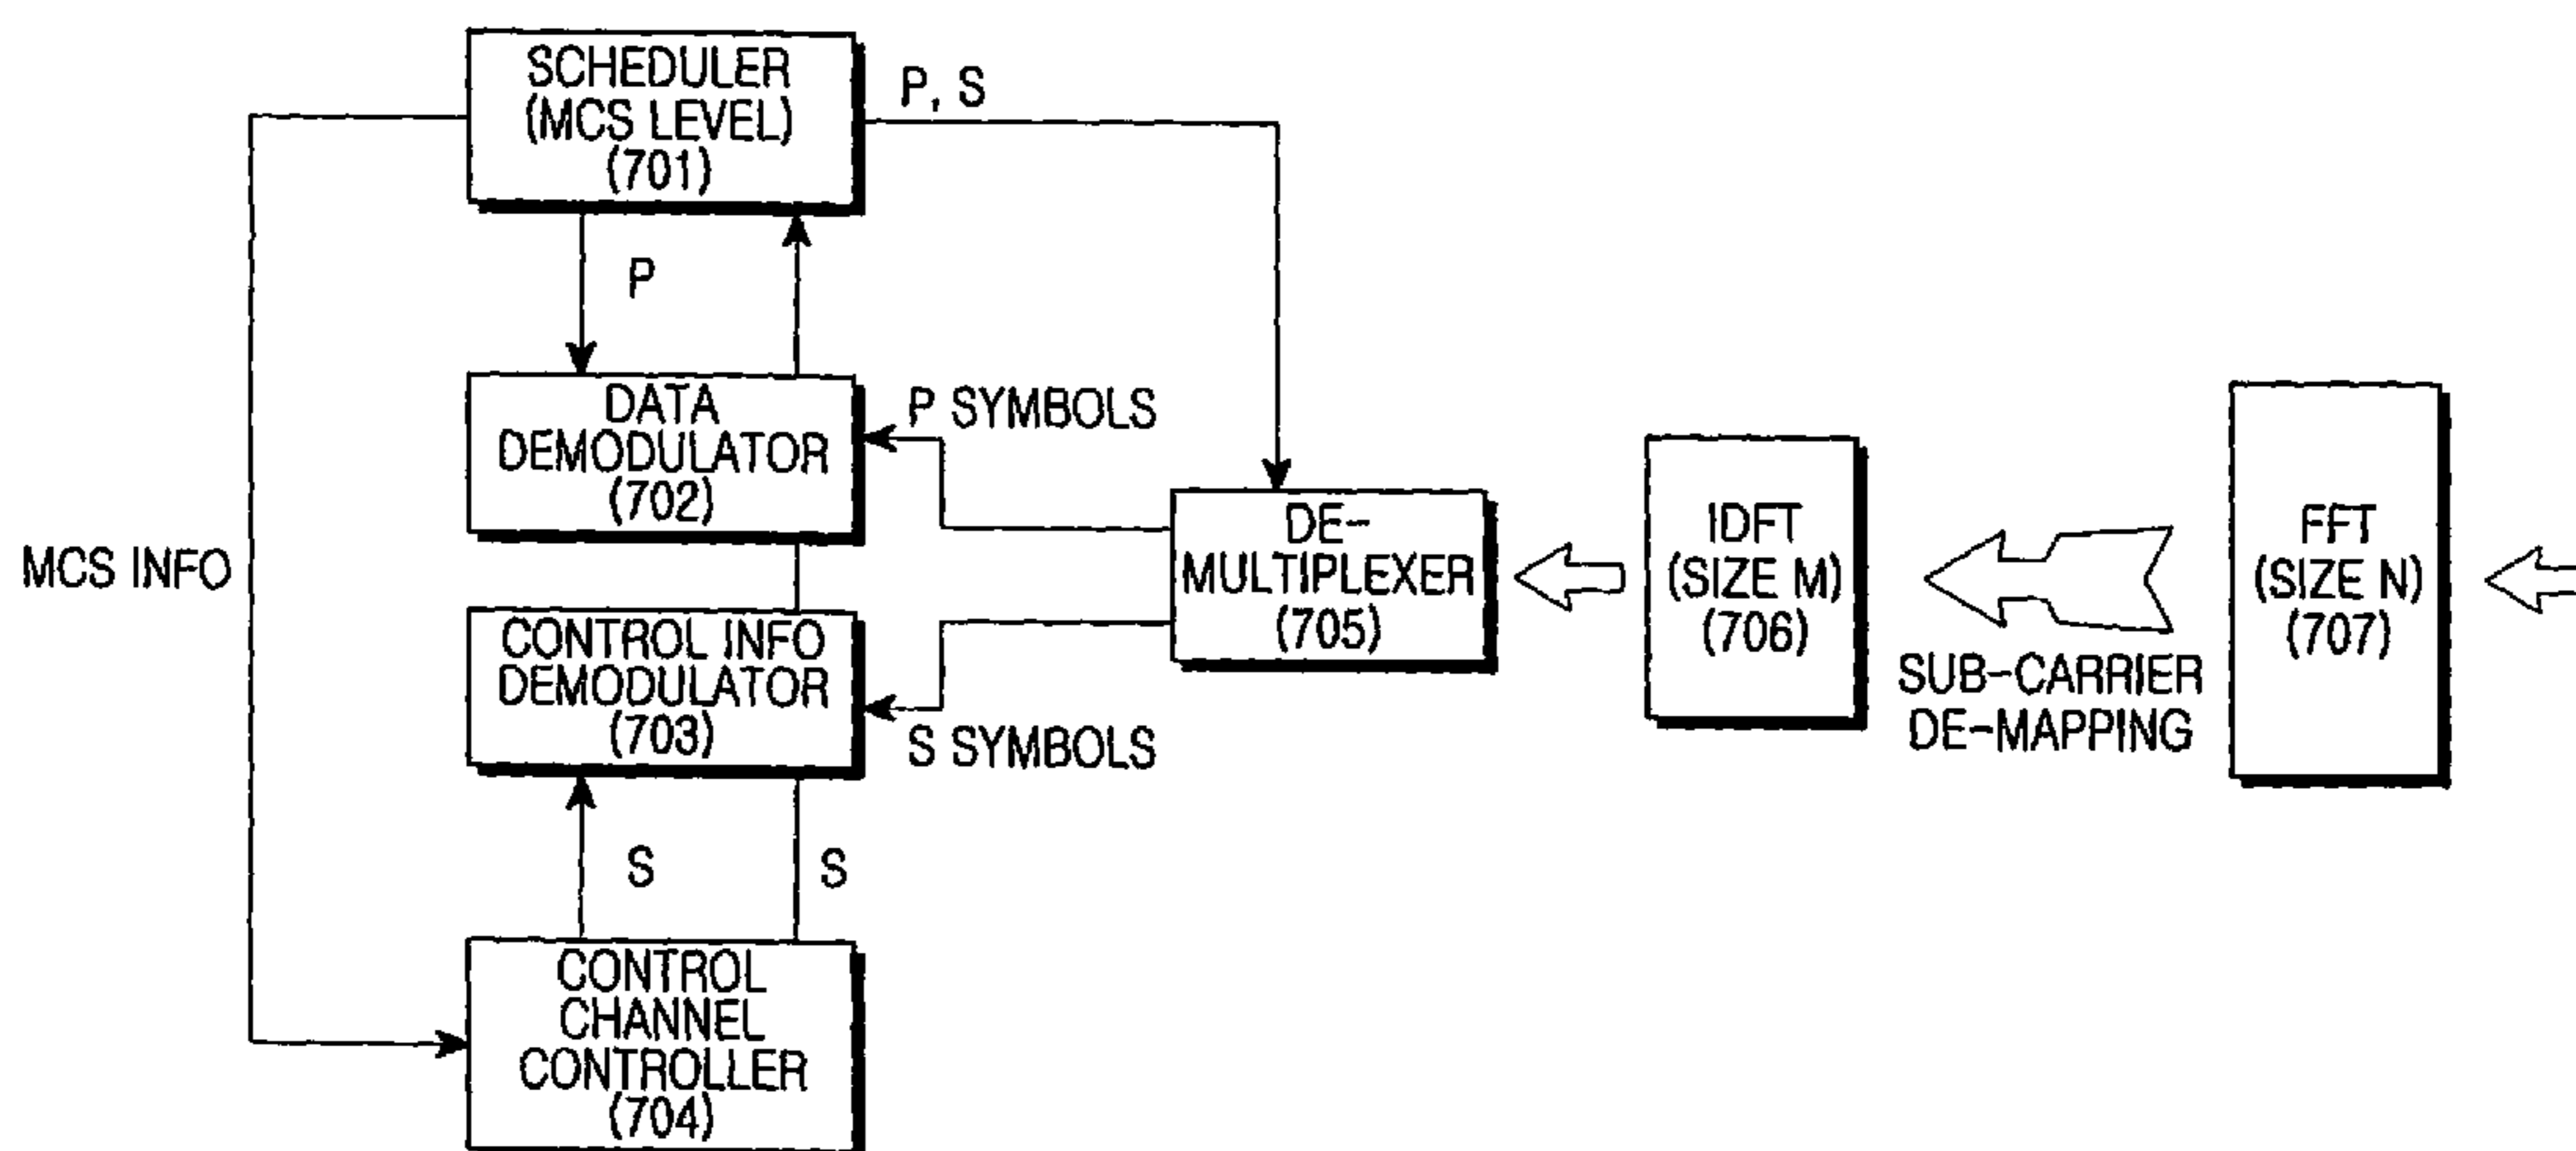 SCHEDULER
(MCS LEVEL)
(701)
P, S
P
DATA
DEMODULATOR
(702)
P SYMBOLS
MCS INFO
DE-
MULTIPLEXER
(705)
IDFT
(SIZE M)
(706)
SUB-CARRIER
DE-MAPPING
FFT
(SIZE N)
(707)
CONTROL INFO
DEMODULATOR
(703)
S SYMBOLS
S
S
CONTROL
CHANNEL
CONTROLLER
(704)